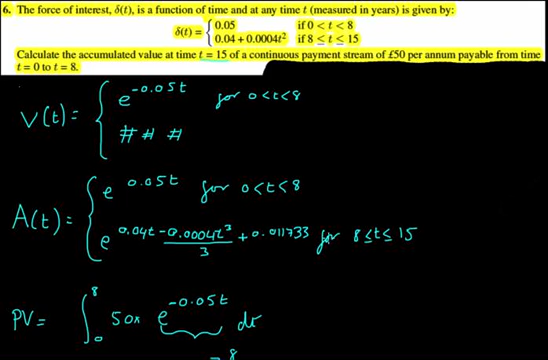 6. The force of interest, δ(t), is a function of time and at any time t (measured in years) is given by:
δ(t) = { 0.05 if 0 < t < 8
0.04 + 0.0004t² if 8 ≤ t ≤ 15
Calculate the accumulated value at time t = 15 of a continuous payment stream of £50 per annum payable from time
t = 0 to t = 8.
V(t) = { e^-0.05t for 0<t<8
# # #
A(t) = { e^0.05t for 0<t<8
e^0.04t - 0.0004t³/3 + 0.011733 for 8≤t≤15
PV = ∫₀⁸ 50x e^-0.05t dt
8